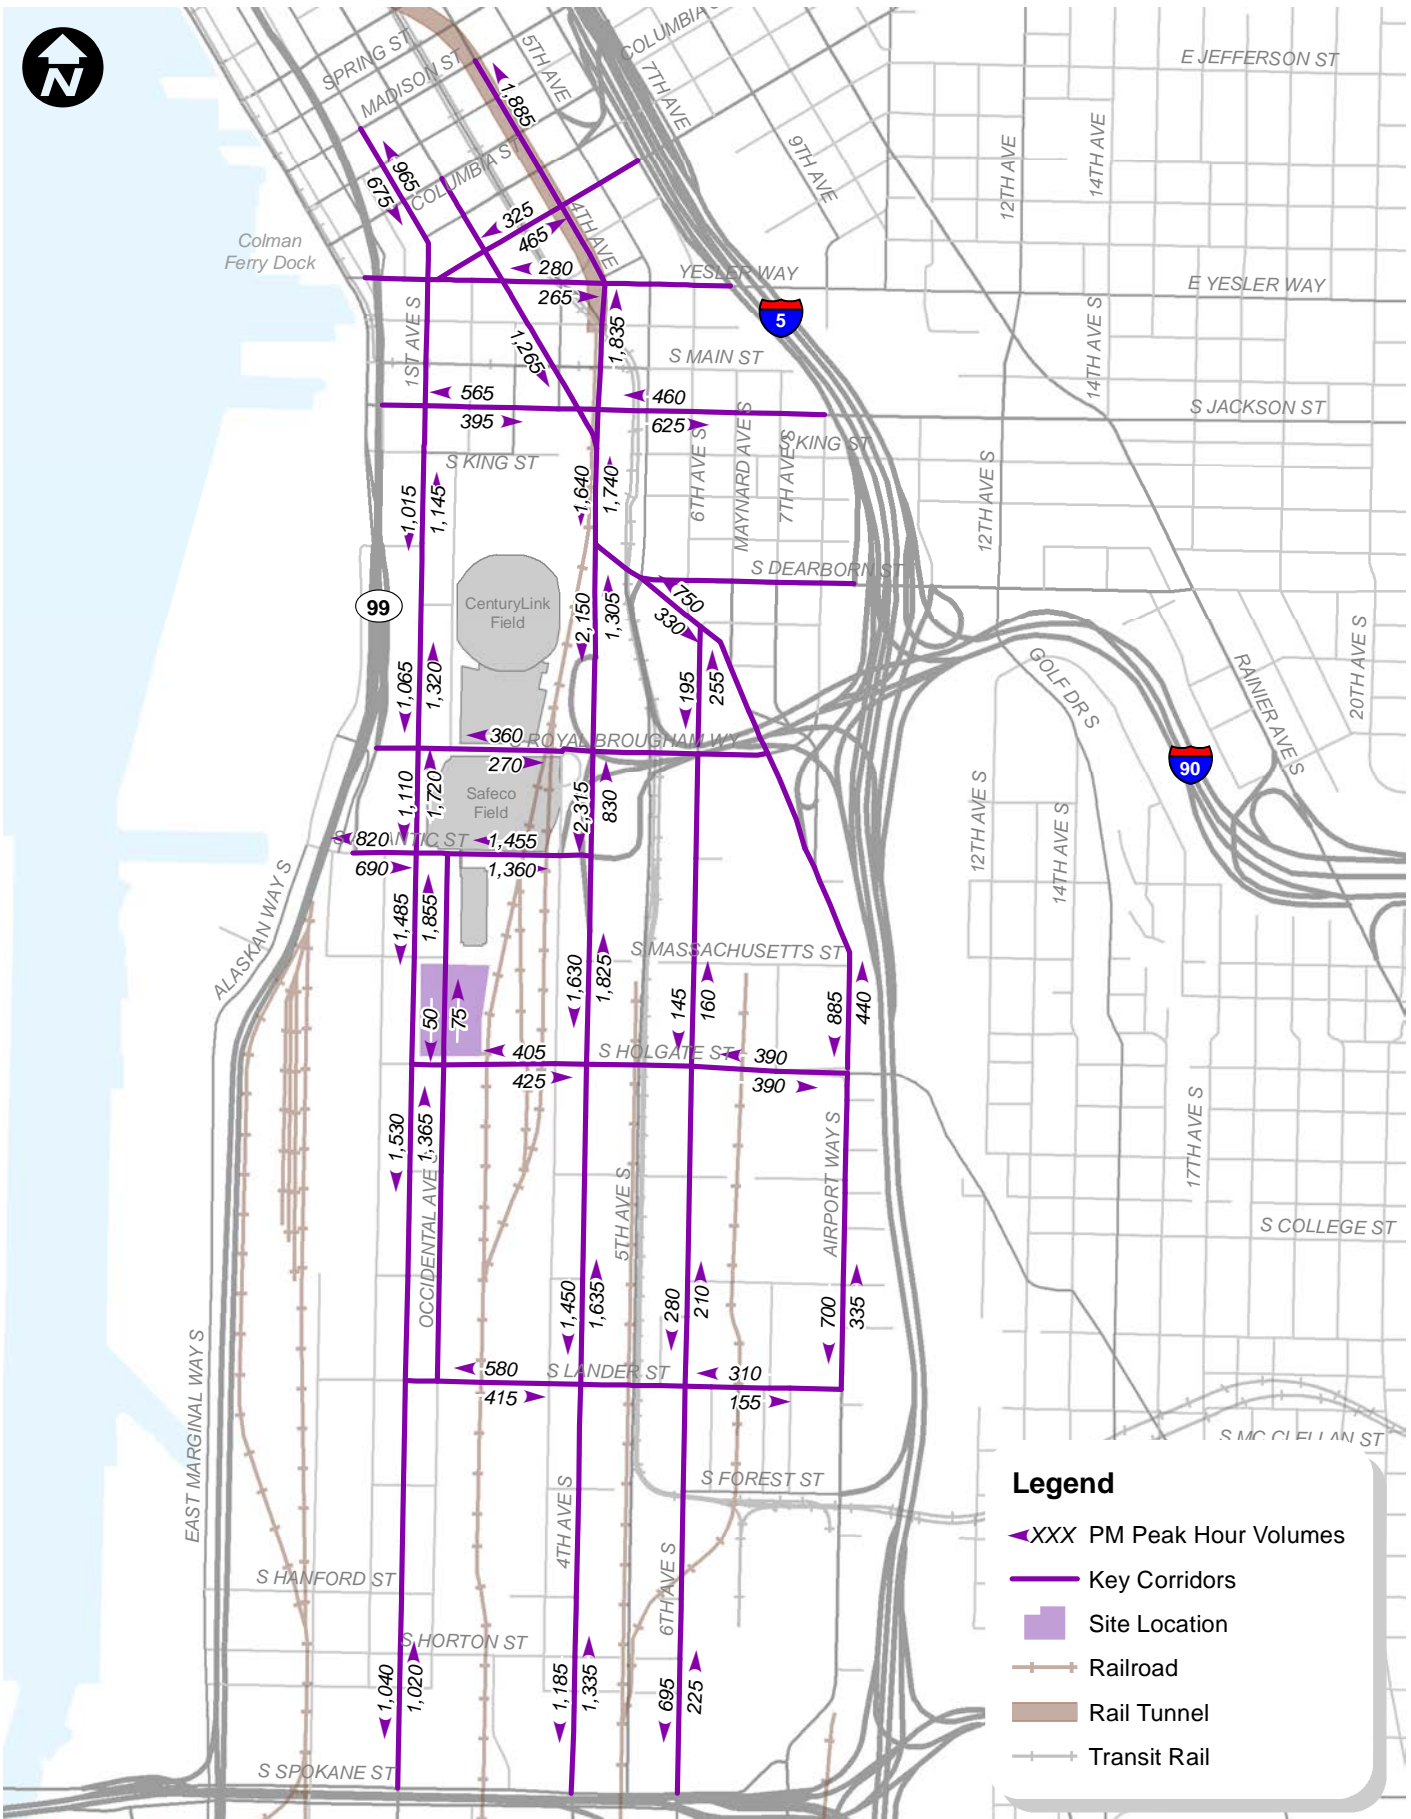 N
SPRING ST
MADISON ST
COLUMBIA ST
5TH AVE
COLUMBIA S
7TH AVE
9TH AVE
E JEFFERSON ST
12TH AVE
14TH AVE
1,885
965
675
325
465
4TH AVE
Colman
Ferry Dock
280
265
YESLER WAY
E YESLER WAY
5
1ST AVE S
1,265
1,835
S MAIN ST
14TH AVE S
565
395
460
625
S JACKSON ST
S KING ST
S KING ST
6TH AVE S
MAYNARD AVE S
7TH AVE S
12TH AVE S
1,015
1,145
1,640
1,740
S DEARBORN ST
99
CenturyLink
Field
2,150
1,305
750
330
195
255
GOLF DR S
RAINIER AVE S
20TH AVE S
1,065
1,320
360
S ROYAL BROUGHAM WY
270
90
Safeco
Field
1,110
1,720
2,315
830
12TH AVE S
14TH AVE S
820
NTIC ST
1,455
690
1,360
ALASKAN WAY S
1,485
1,855
S MASSACHUSETTS ST
1,630
1,825
145
160
885
440
50
75
405
S HOLGATE ST
390
425
390
1,530
1,365
OCCIDENTAL AVE S
5TH AVE S
AIRPORT WAY S
17TH AVE S
S COLLEGE ST
1,450
1,635
280
210
700
335
EAST MARGINAL WAY S
580
S LANDER ST
310
415
155
S MC CLELLAN ST
S FOREST ST
4TH AVE S
6TH AVE S
S HANFORD ST
S HORTON ST
1,040
1,020
1,185
1,335
695
225
S SPOKANE ST
Legend
XXX PM Peak Hour Volumes
Key Corridors
Site Location
Railroad
Rail Tunnel
Transit Rail